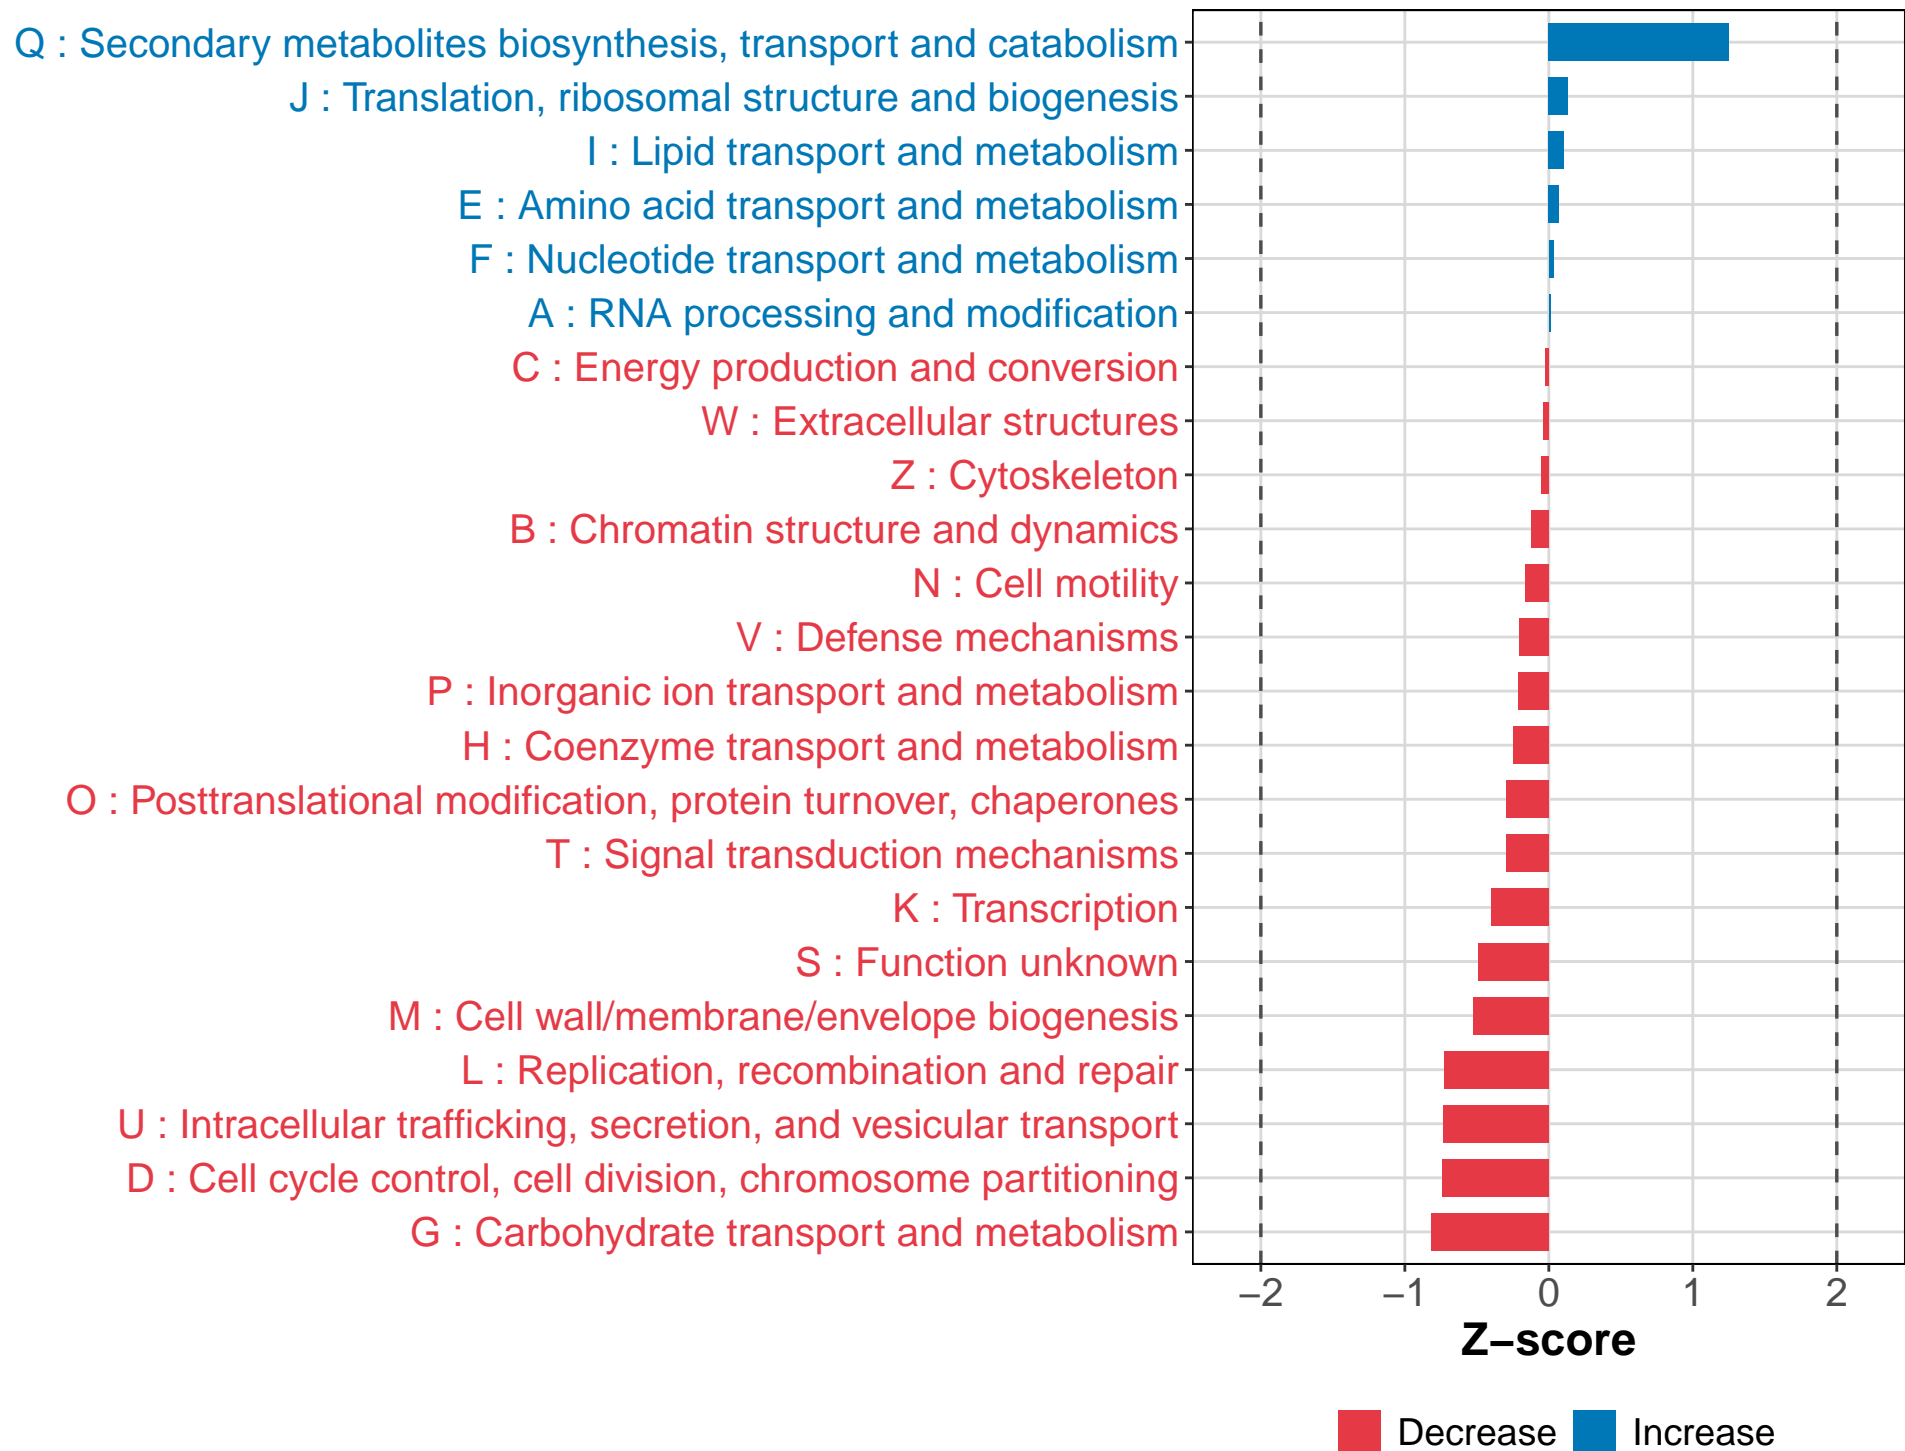 Q : Secondary metabolites biosynthesis, transport and catabolism
J : Translation, ribosomal structure and biogenesis
I : Lipid transport and metabolism
E : Amino acid transport and metabolism
F : Nucleotide transport and metabolism
A : RNA processing and modification
C : Energy production and conversion
W : Extracellular structures
Z : Cytoskeleton
B : Chromatin structure and dynamics
N : Cell motility
V : Defense mechanisms
P : Inorganic ion transport and metabolism
H : Coenzyme transport and metabolism
O : Posttranslational modification, protein turnover, chaperones
T : Signal transduction mechanisms
K : Transcription
S : Function unknown
M : Cell wall/membrane/envelope biogenesis
L : Replication, recombination and repair
U : Intracellular trafficking, secretion, and vesicular transport
D : Cell cycle control, cell division, chromosome partitioning
G : Carbohydrate transport and metabolism
−2 −1 0 1 2
Z−score
Decrease Increase